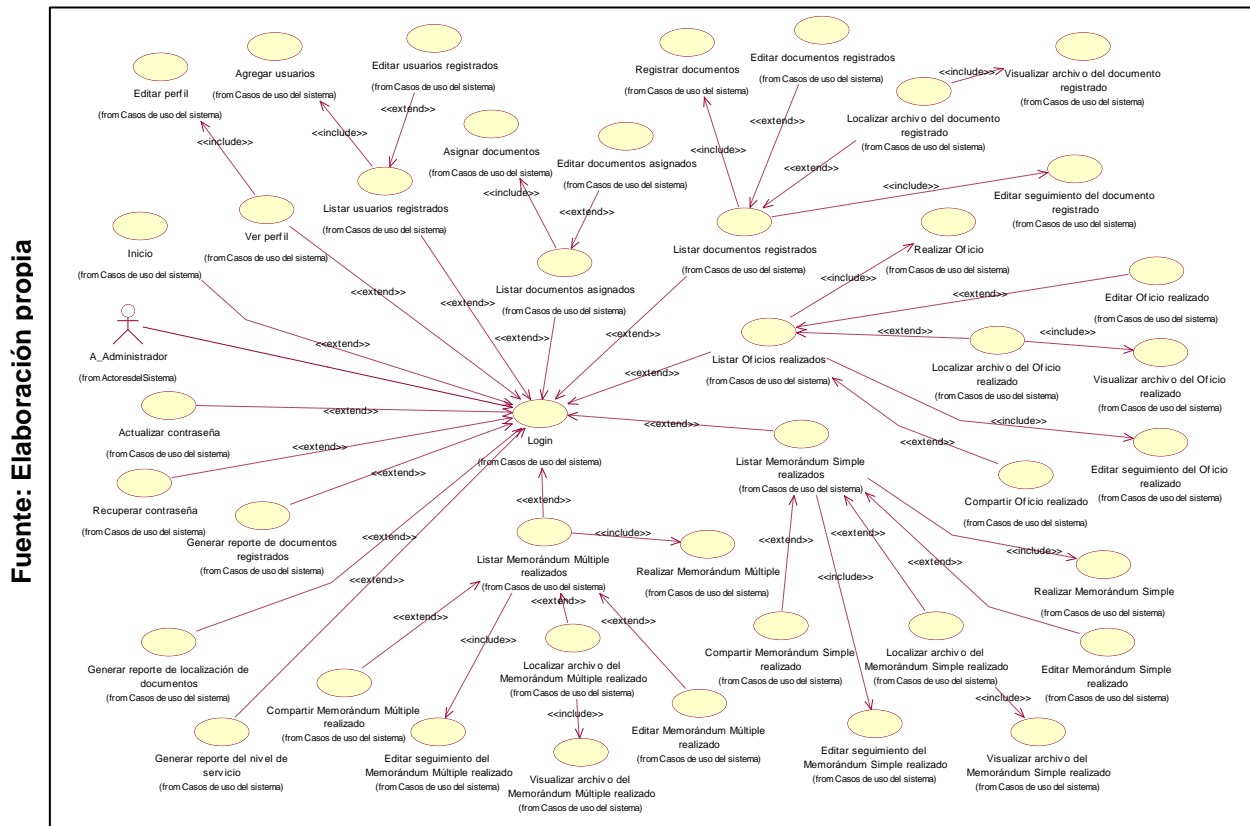 Fuente: Elaboración propia
Editar perfil
(from Casos de uso del sistema)
<<include>>
Ver perfil
(from Casos de uso del sistema)
<<extend>>
Agregar usuarios
(from Casos de uso del sistema)
<<include>>
Editar usuarios registrados
(from Casos de uso del sistema)
<<extend>>
Listar usuarios registrados
(from Casos de uso del sistema)
<<extend>>
Asignar documentos
(from Casos de uso del sistema)
<<include>>
Editar documentos asignados
(from Casos de uso del sistema)
<<extend>>
Listar documentos asignados
(from Casos de uso del sistema)
<<extend>>
Registrar documentos
(from Casos de uso del sistema)
<<include>>
Editar documentos registrados
(from Casos de uso del sistema)
<<extend>>
Localizar archivo del documento
registrado
(from Casos de uso del sistema)
<<extend>>
<<include>>
Visualizar archivo del documento
registrado
(from Casos de uso del sistema)
<<include>>
Editar seguimiento del documento
registrado
(from Casos de uso del sistema)
Listar documentos registrados
(from Casos de uso del sistema)
<<extend>>
Inicio
(from Casos de uso del sistema)
<<extend>>
A_Administrador
(from ActoresdelSistema)
Realizar Oficio
(from Casos de uso del sistema)
<<include>>
Editar Oficio realizado
(from Casos de uso del sistema)
<<extend>>
Listar Oficios realizados
(from Casos de uso del sistema)
<<extend>>
Localizar archivo del Oficio
realizado
(from Casos de uso del sistema)
<<extend>>
<<include>>
Visualizar archivo del Oficio
realizado
(from Casos de uso del sistema)
<<include>>
Editar seguimiento del Oficio
realizado
(from Casos de uso del sistema)
<<extend>>
Compartir Oficio realizado
(from Casos de uso del sistema)
Actualizar contraseña
(from Casos de uso del sistema)
<<extend>>
Login
(from Casos de uso del sistema)
Recuperar contraseña
(from Casos de uso del sistema)
<<extend>>
Generar reporte de documentos
registrados
(from Casos de uso del sistema)
<<extend>>
Generar reporte de localización de
documentos
(from Casos de uso del sistema)
<<extend>>
Generar reporte del nivel de
servicio
(from Casos de uso del sistema)
<<extend>>
Listar Memorándum Múltiple
realizados
(from Casos de uso del sistema)
<<extend>>
<<include>>
Realizar Memorándum Múltiple
(from Casos de uso del sistema)
<<extend>>
Compartir Memorándum Múltiple
realizado
(from Casos de uso del sistema)
<<include>>
Editar seguimiento del
Memorándum Múltiple realizado
(from Casos de uso del sistema)
<<extend>>
Localizar archivo del
Memorándum Múltiple realizado
(from Casos de uso del sistema)
<<include>>
Visualizar archivo del
Memorándum Múltiple realizado
(from Casos de uso del sistema)
<<extend>>
Editar Memorándum Múltiple
realizado
(from Casos de uso del sistema)
Listar Memorándum Simple
realizados
(from Casos de uso del sistema)
<<extend>>
<<extend>>
Compartir Memorándum Simple
realizado
(from Casos de uso del sistema)
<<include>>
Editar seguimiento del
Memorándum Simple realizado
(from Casos de uso del sistema)
<<extend>>
Localizar archivo del
Memorándum Simple realizado
(from Casos de uso del sistema)
<<include>>
Visualizar archivo del
Memorándum Simple realizado
(from Casos de uso del sistema)
<<include>>
Realizar Memorándum Simple
(from Casos de uso del sistema)
<<extend>>
Editar Memorándum Simple
realizado
(from Casos de uso del sistema)